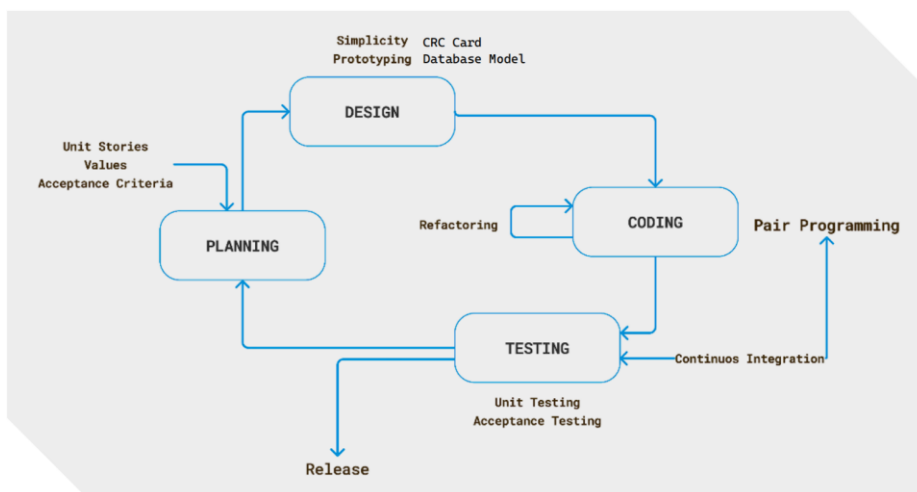 Simplicity CRC Card
Prototyping Database Model
DESIGN
Unit Stories
Values
Acceptance Criteria
PLANNING
Refactoring
CODING
Pair Programming
TESTING
Continuos Integration
Unit Testing
Acceptance Testing
Release